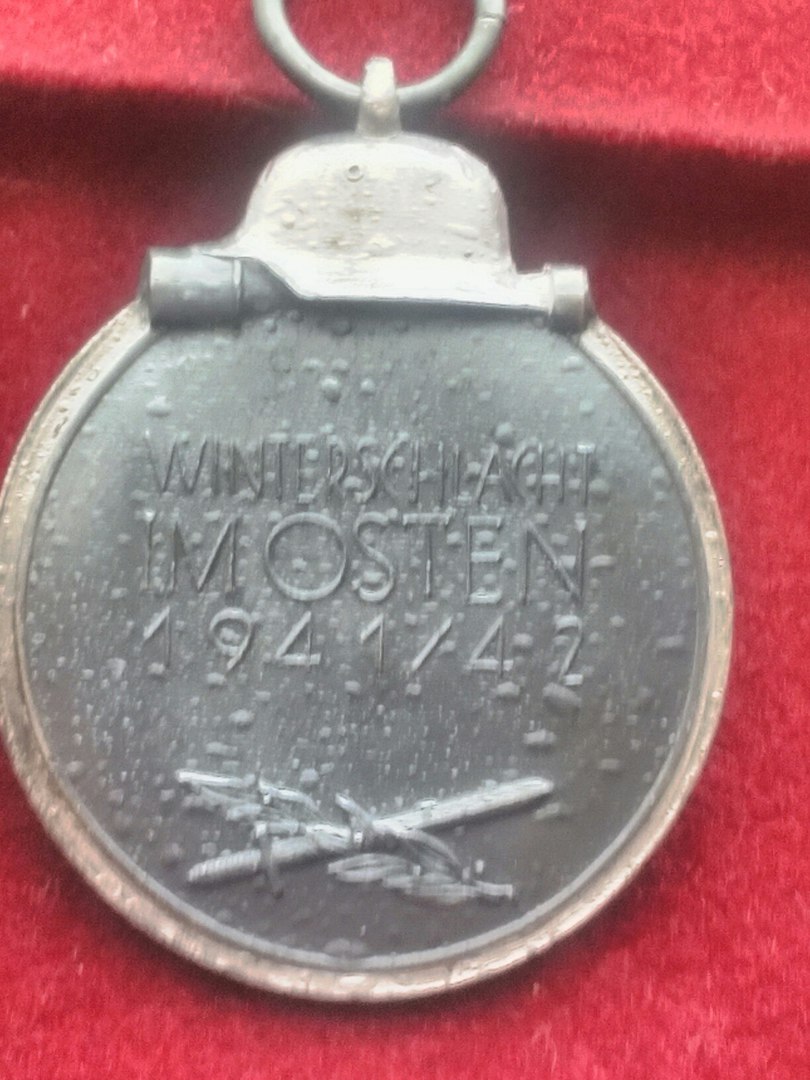 WINTERSCHLACHT
IM OSTEN
1941/42